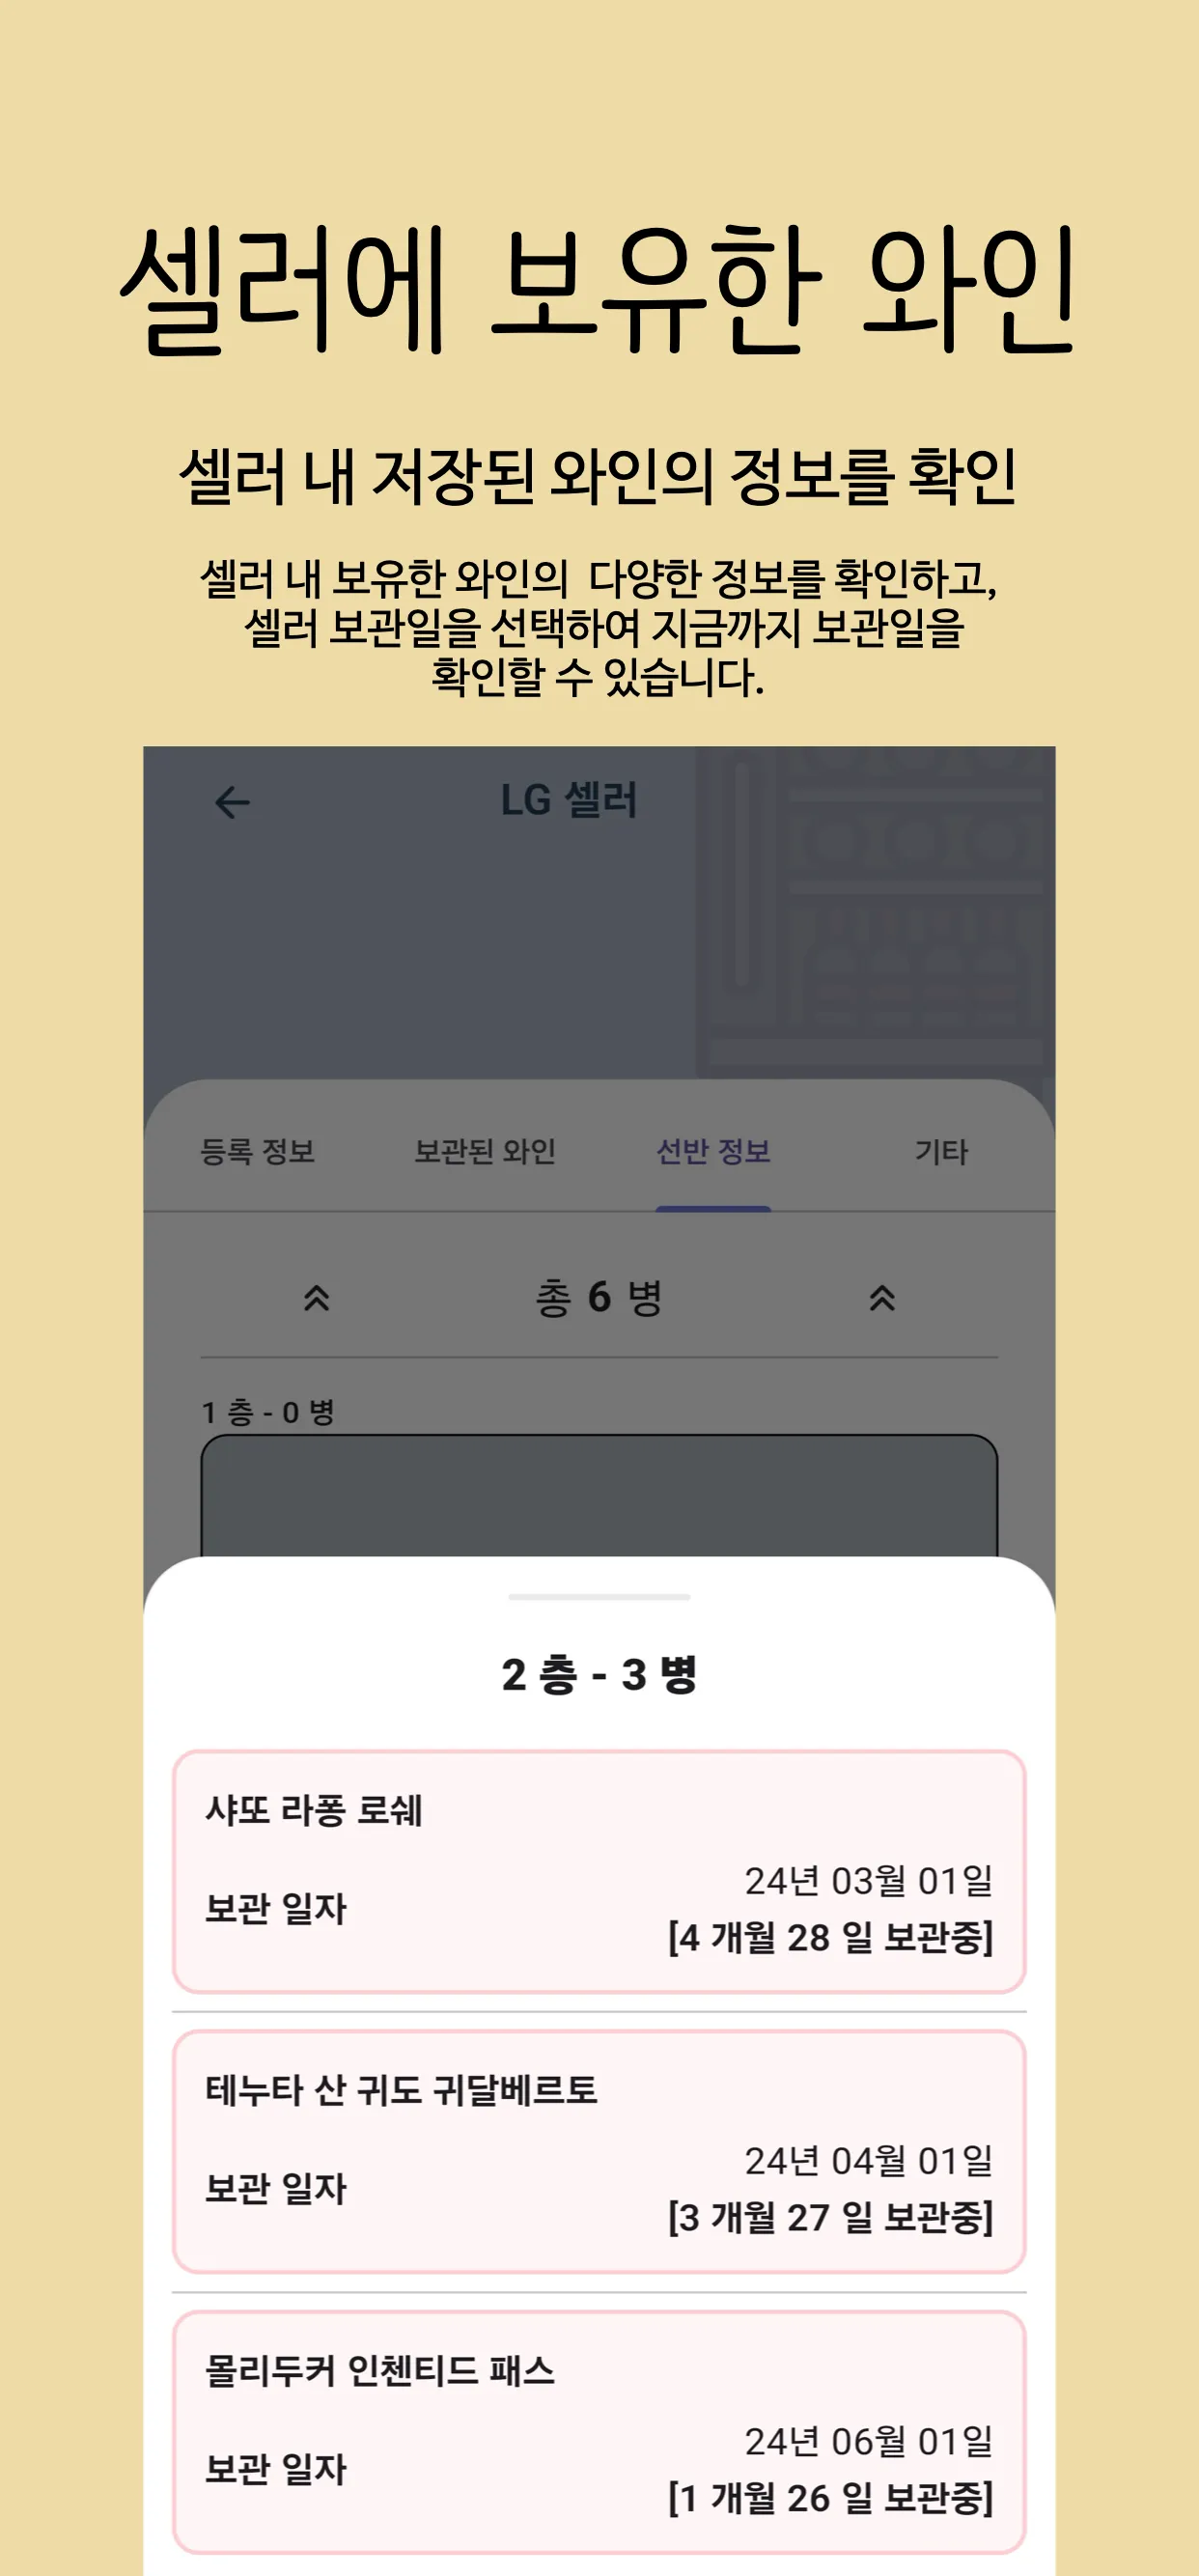 셀러에 보유한 와인
셀러 내 저장된 와인의 정보를 확인
셀러 내 보유한 와인의 다양한 정보를 확인하고,
셀러 보관일을 선택하여 지금까지 보관일을
확인할 수 있습니다.
LG 셀러
등록 정보 보관된 와인 선반 정보 기타
총 6 병
1 층 - 0 병
2 층 - 3 병
샤또 라퐁 로쉐
24년 03월 01일
보관 일자
[4 개월 28 일 보관중]
테누타 산 귀도 귀달베르토
24년 04월 01일
보관 일자
[3 개월 27 일 보관중]
몰리두커 인첸티드 패스
24년 06월 01일
보관 일자
[1 개월 26 일 보관중]